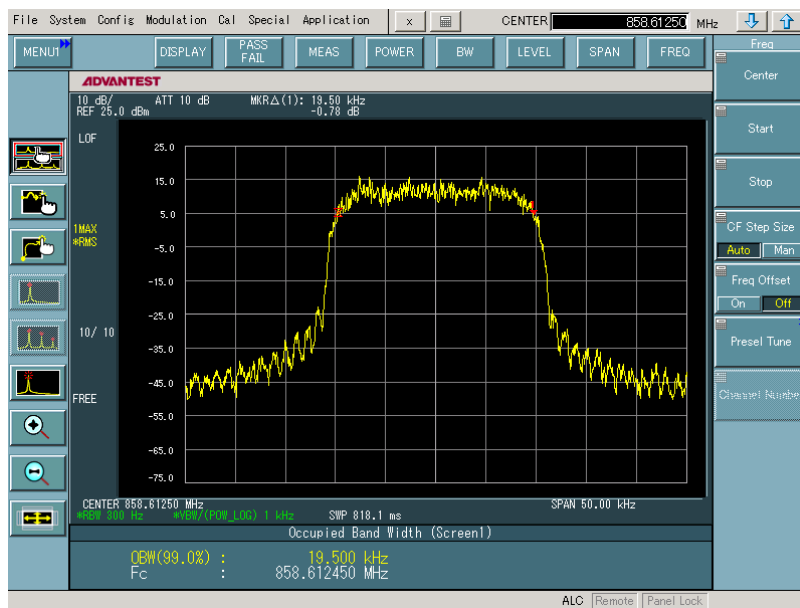 File System Config Modulation Cal Special Application x CENTER 858.61250 MHz
MENU1 DISPLAY PASS FAIL MEAS POWER BW LEVEL SPAN FREQ
Freq
Center
Start
Stop
CF Step Size
Auto Man
Freq Offset
On Off
Presel Tune
Channel Number
ADVANTEST
10 dB/ ATT 10 dB MKRΔ(1): 19.50 kHz
REF 25.0 dBm -0.78 dB
LOF
1MAX
*RMS
10/ 10
FREE
25.0
15.0
5.0
-5.0
-15.0
-25.0
-35.0
-45.0
-55.0
-65.0
-75.0
CENTER 858.61250 MHz SPAN 50.00 kHz
*RBW 300 Hz *VBW/(POW_LOG) 1 kHz SWP 818.1 ms
Occupied Band Width (Screen1)
OBW(99.0%) : 19.500 kHz
Fc : 858.612450 MHz
ALC Remote Panel Lock